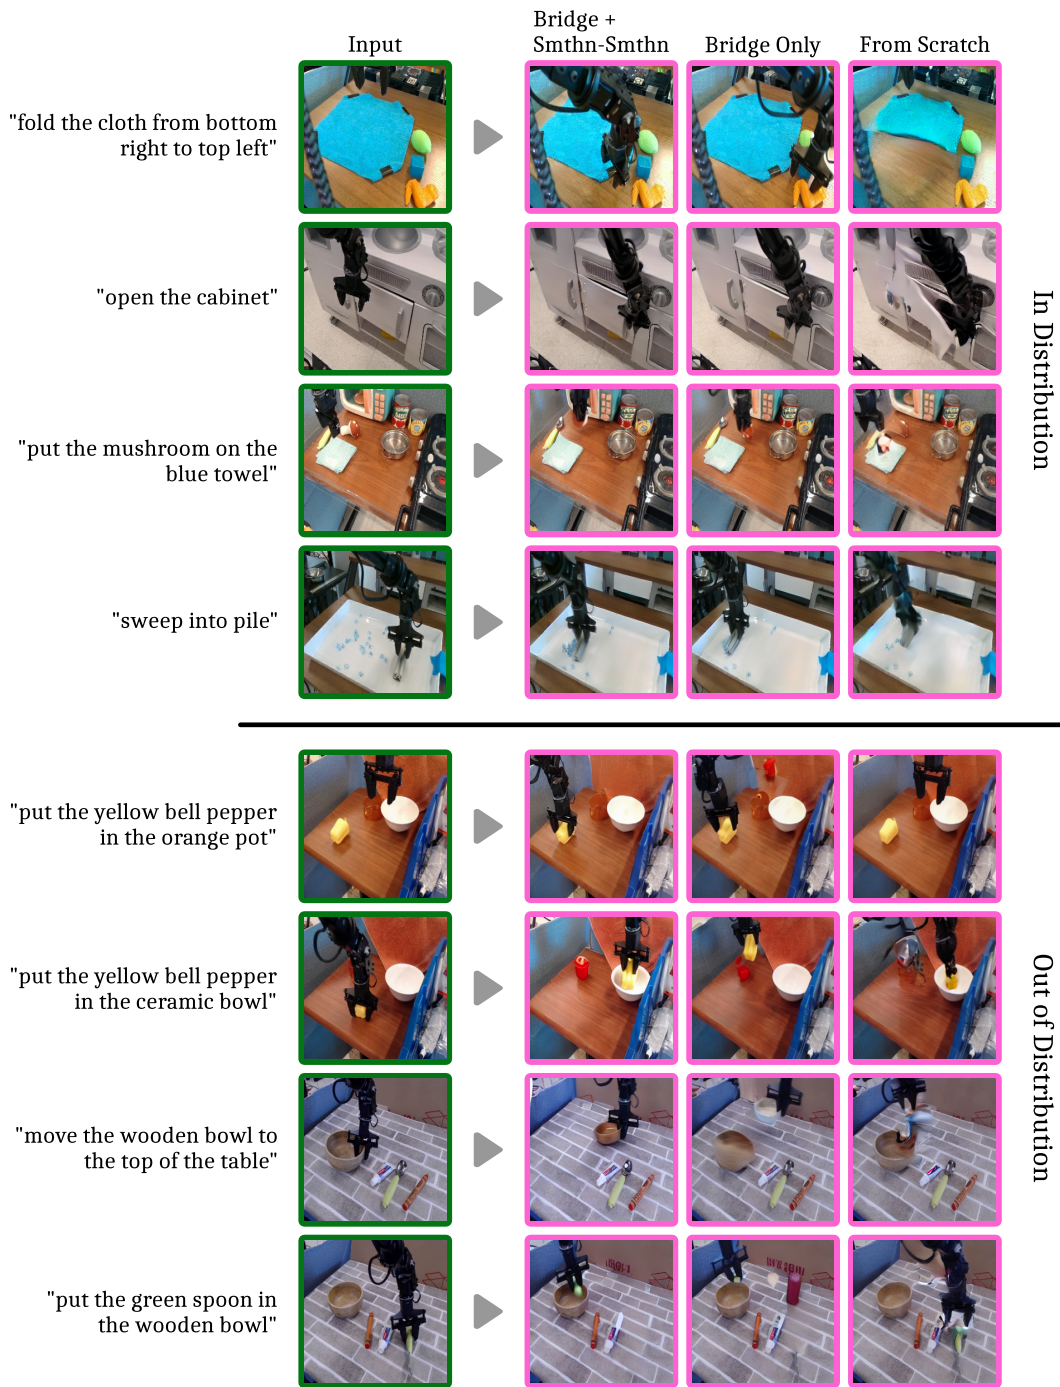 Input
Bridge +
Smthn-Smthn
Bridge Only
From Scratch
"fold the cloth from bottom
right to top left"
"open the cabinet"
"put the mushroom on the
blue towel"
"sweep into pile"
In Distribution
"put the yellow bell pepper
in the orange pot"
"put the yellow bell pepper
in the ceramic bowl"
"move the wooden bowl to
the top of the table"
"put the green spoon in
the wooden bowl"
Out of Distribution